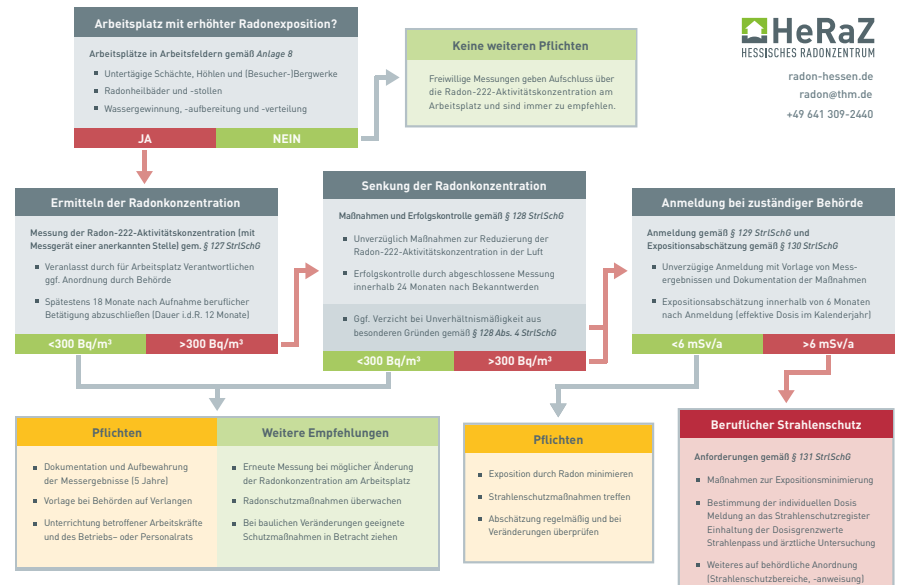 Arbeitsplatz mit erhöhter Radonexposition?
Arbeitsplätze in Arbeitsfeldern gemäß Anlage 8
Untertägige Schächte, Höhlen und (Besucher-)Bergwerke
Radonheilbäder und -stollen
Wassergewinnung, -aufbereitung und -verteilung
JA
NEIN
Keine weiteren Pflichten
Freiwillige Messungen geben Aufschluss über
die Radon-222-Aktivitätskonzentration am
Arbeitsplatz und sind immer zu empfehlen.
HeRaZ
HESSISCHES RADONZENTRUM
radon-hessen.de
radon@thm.de
+49 641 309-2440
Ermitteln der Radonkonzentration
Messung der Radon-222-Aktivitätskonzentration (mit
Messgerät einer anerkannten Stelle) gem. § 127 StrlSchG
Veranlasst durch für Arbeitsplatz Verantwortlichen
ggf. Anordnung durch Behörde
Spätestens 18 Monate nach Aufnahme beruflicher
Betätigung abzuschließen (Dauer i.d.R. 12 Monate)
<300 Bq/m³
>300 Bq/m³
Senkung der Radonkonzentration
Maßnahmen und Erfolgskontrolle gemäß § 128 StrlSchG
Unverzüglich Maßnahmen zur Reduzierung der
Radon-222-Aktivitätskonzentration in der Luft
Erfolgskontrolle durch abgeschlossene Messung
innerhalb 24 Monaten nach Bekanntwerden
Ggf. Verzicht bei Unverhältnismäßigkeit aus
besonderen Gründen gemäß § 128 Abs. 4 StrlSchG
<300 Bq/m³
>300 Bq/m³
Anmeldung bei zuständiger Behörde
Anmeldung gemäß § 129 StrlSchG und
Expositionsabschätzung gemäß § 130 StrlSchG
Unverzügige Anmeldung mit Vorlage von Mess-
ergebnissen und Dokumentation der Maßnahmen
Expositionsabschätzung innerhalb von 6 Monaten
nach Anmeldung (effektive Dosis im Kalenderjahr)
<6 mSv/a
>6 mSv/a
Pflichten
Dokumentation und Aufbewahrung
der Messergebnisse (5 Jahre)
Vorlage bei Behörden auf Verlangen
Unterrichtung betroffener Arbeitskräfte
und des Betriebs– oder Personalrats
Weitere Empfehlungen
Erneute Messung bei möglicher Änderung
der Radonkonzentration am Arbeitsplatz
Radonschutzmaßnahmen überwachen
Bei baulichen Veränderungen geeignete
Schutzmaßnahmen in Betracht ziehen
Pflichten
Exposition durch Radon minimieren
Strahlenschutzmaßnahmen treffen
Abschätzung regelmäßig und bei
Veränderungen überprüfen
Beruflicher Strahlenschutz
Anforderungen gemäß § 131 StrlSchG
Maßnahmen zur Expositionsminimierung
Bestimmung der individuellen Dosis
Meldung an das Strahlenschutzregister
Einhaltung der Dosisgrenzwerte
Strahlenpass und ärztliche Untersuchung
Weiteres auf behördliche Anordnung
(Strahlenschutzbereiche, -anweisung)